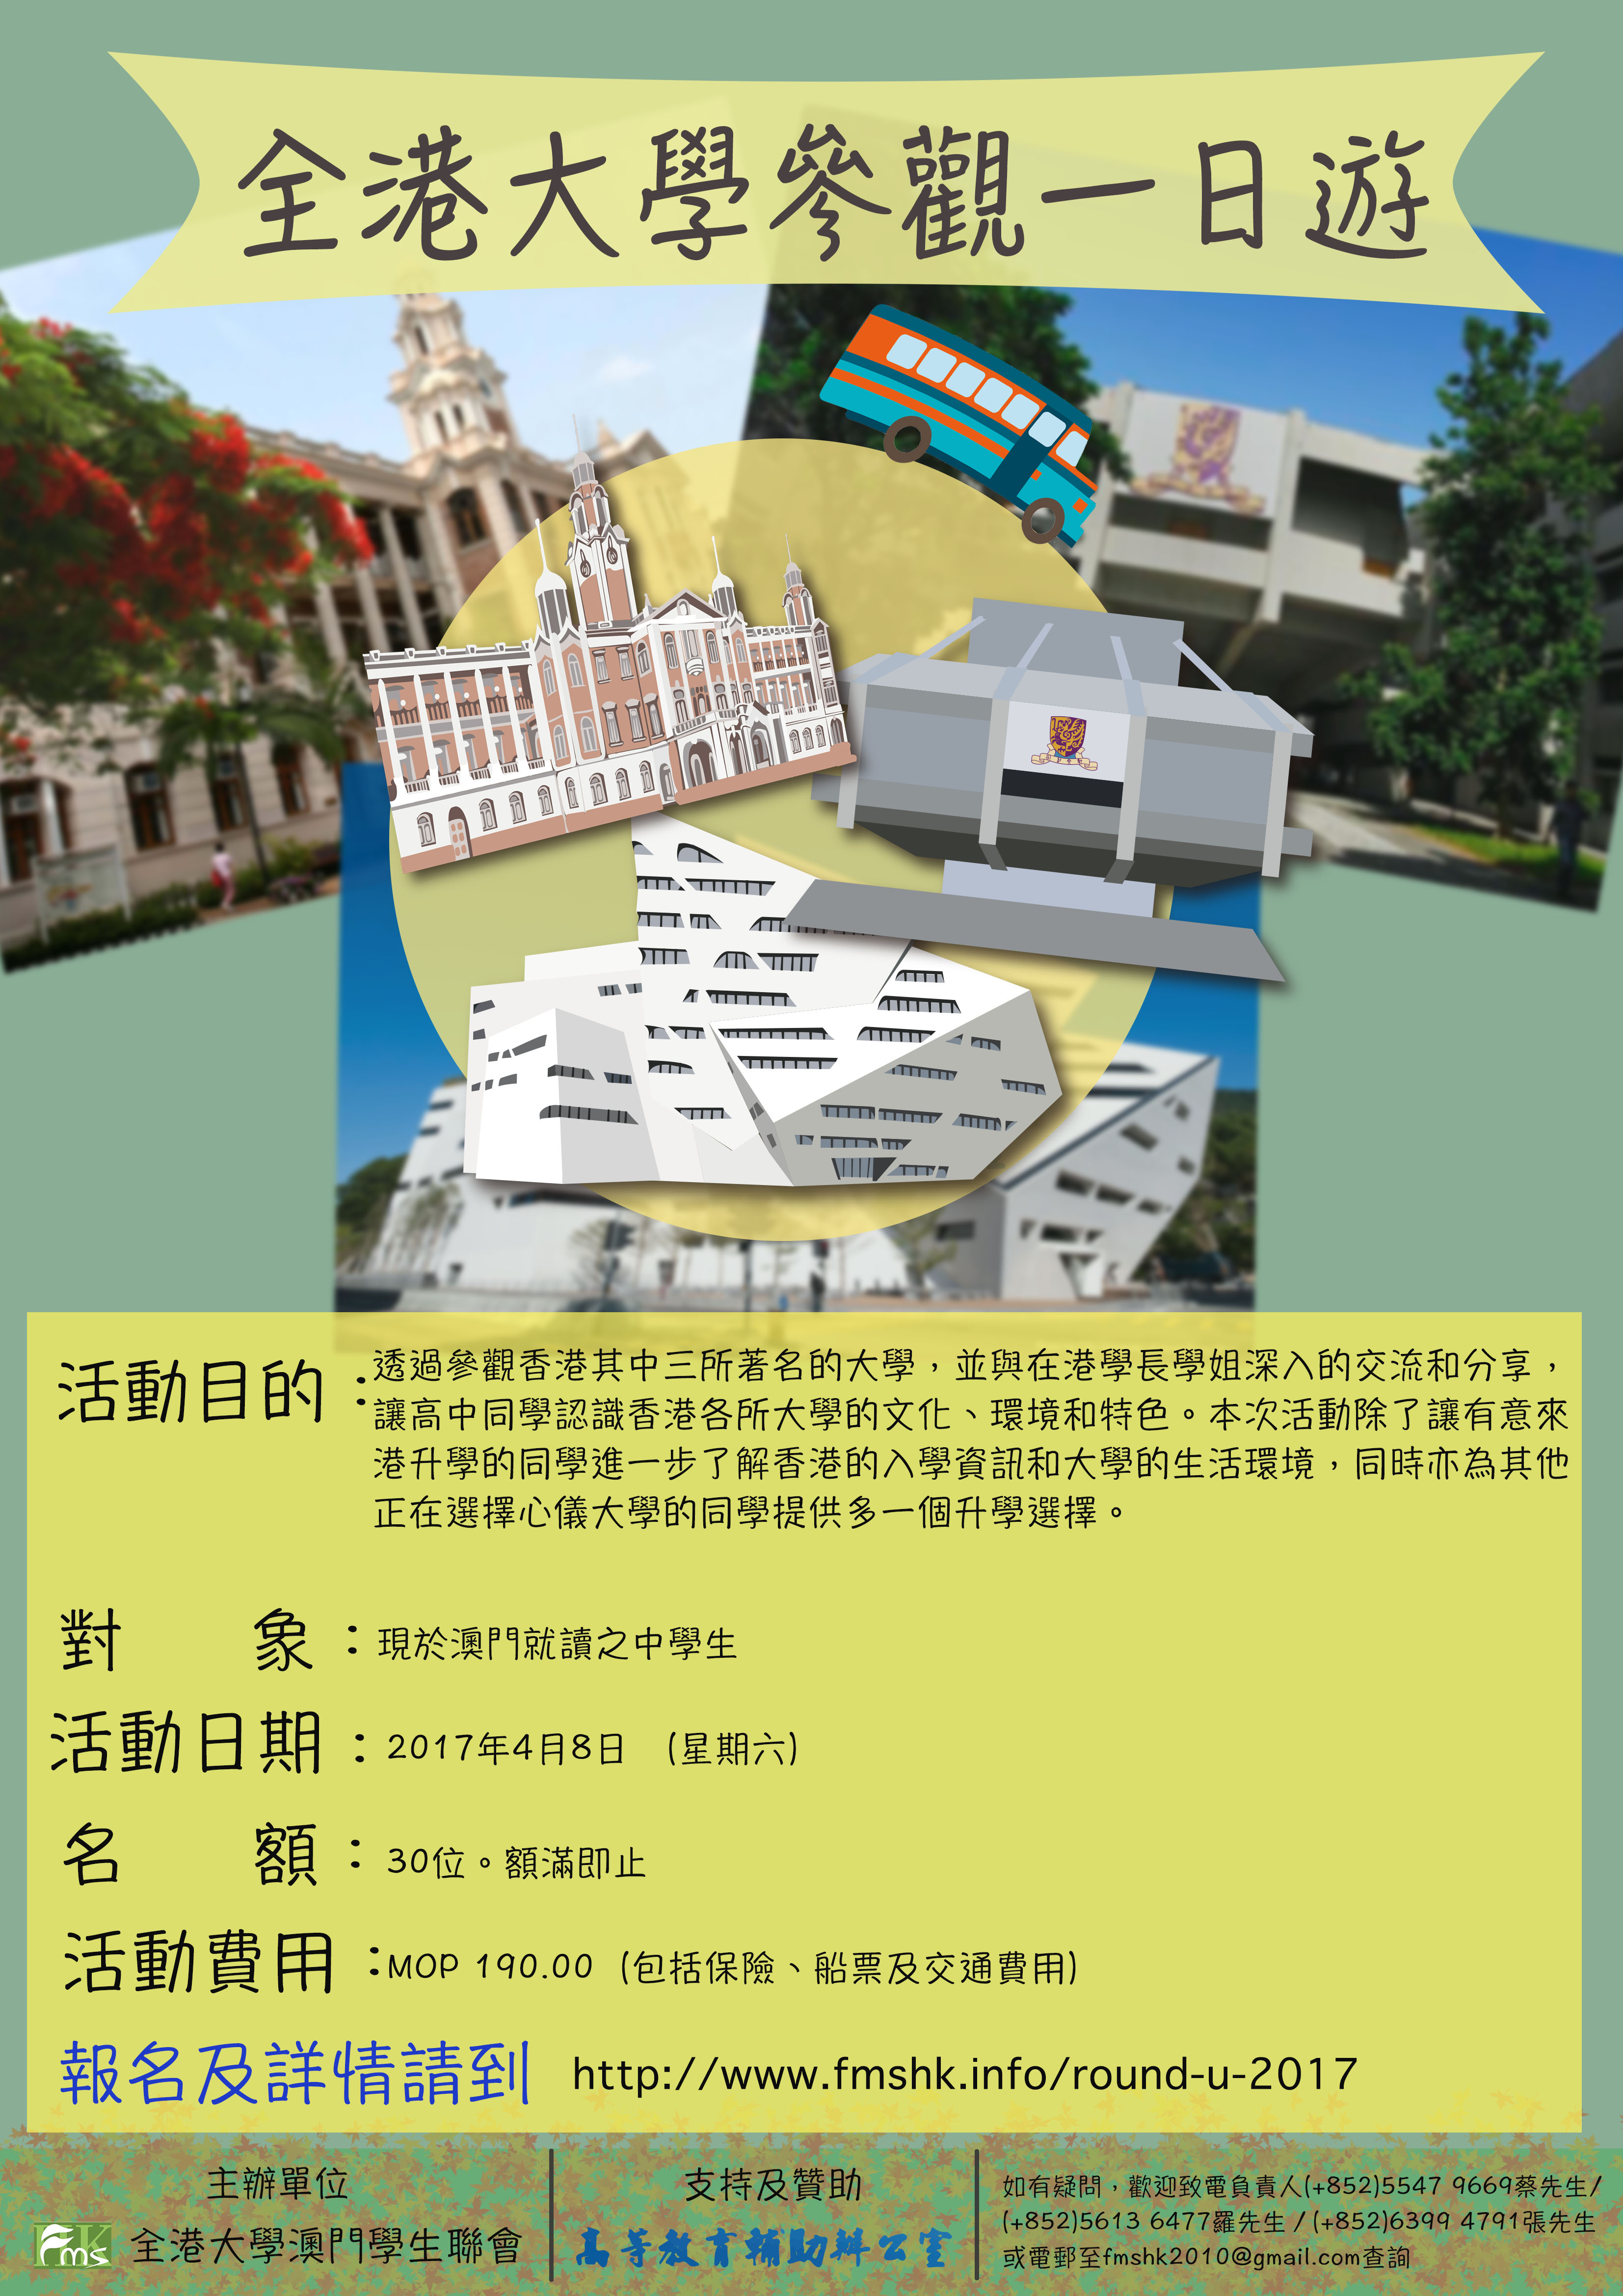 全港大學參觀一日遊
活動目的：透過參觀香港其中三所著名的大學，並與在港學長學姐深入的交流和分享，
讓高中同學認識香港各所大學的文化、環境和特色。本次活動除了讓有意來
港升學的同學進一步了解香港的入學資訊和大學的生活環境，同時亦為其他
正在選擇心儀大學的同學提供多一個升學選擇。
對象：現於澳門就讀之中學生
活動日期：2017年4月8日 (星期六)
名額：30位。額滿即止
活動費用：MOP 190.00 (包括保險、船票及交通費用)
報名及詳情請到 http://www.fmshk.info/round-u-2017
主辦單位
FHK fms 全港大學澳門學生聯會
支持及贊助
高等教育輔助辦公室
如有疑問，歡迎致電負責人(+852)5547 9669蔡先生/
(+852)5613 6477羅先生 / (+852)6399 4791張先生
或電郵至fmshk2010@gmail.com查詢